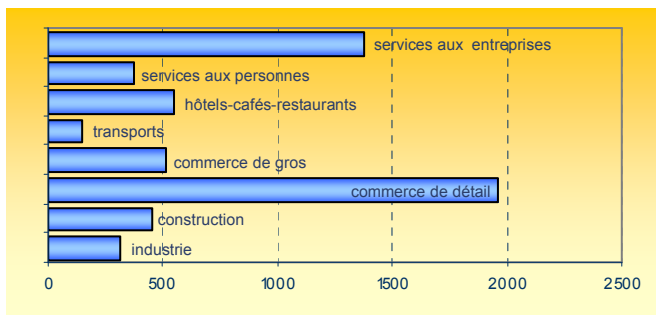 services aux entreprises
services aux personnes
hôtels-cafés-restaurants
transports
commerce de gros
commerce de détail
construction
industrie
0 500 1000 1500 2000 2500